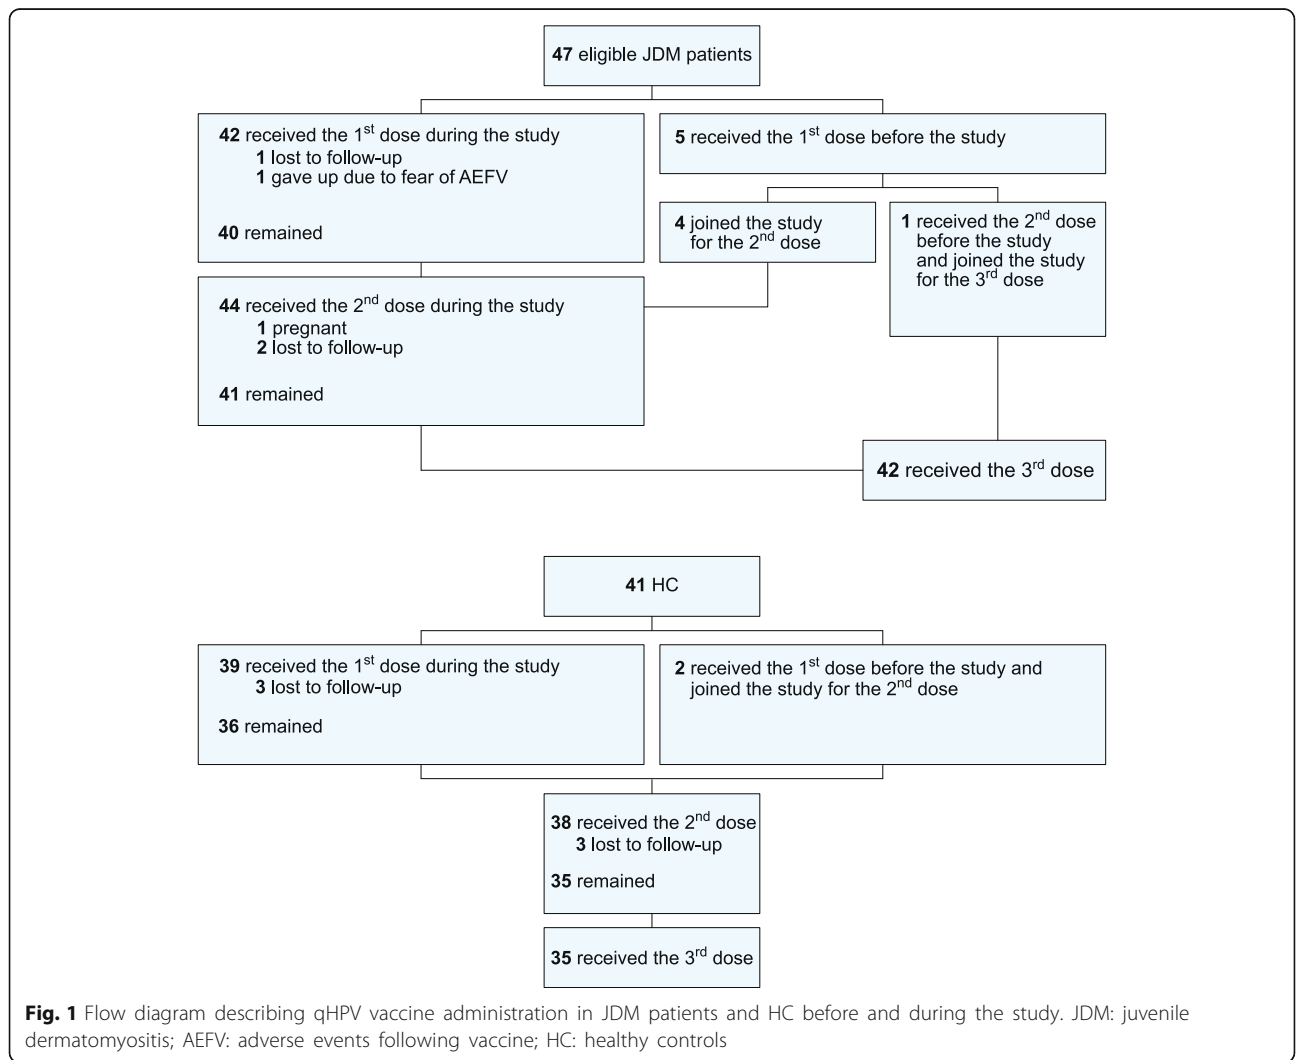 47 eligible JDM patients
42 received the 1st dose during the study
1 lost to follow-up
1 gave up due to fear of AEFV
40 remained
5 received the 1st dose before the study
4 joined the study
for the 2nd dose
1 received the 2nd dose
before the study
and joined the study
for the 3rd dose
44 received the 2nd dose during the study
1 pregnant
2 lost to follow-up
41 remained
42 received the 3rd dose
41 HC
39 received the 1st dose during the study
3 lost to follow-up
36 remained
2 received the 1st dose before the study and
joined the study for the 2nd dose
38 received the 2nd dose
3 lost to follow-up
35 remained
35 received the 3rd dose
Fig. 1 Flow diagram describing qHPV vaccine administration in JDM patients and HC before and during the study. JDM: juvenile
dermatomyositis; AEFV: adverse events following vaccine; HC: healthy controls